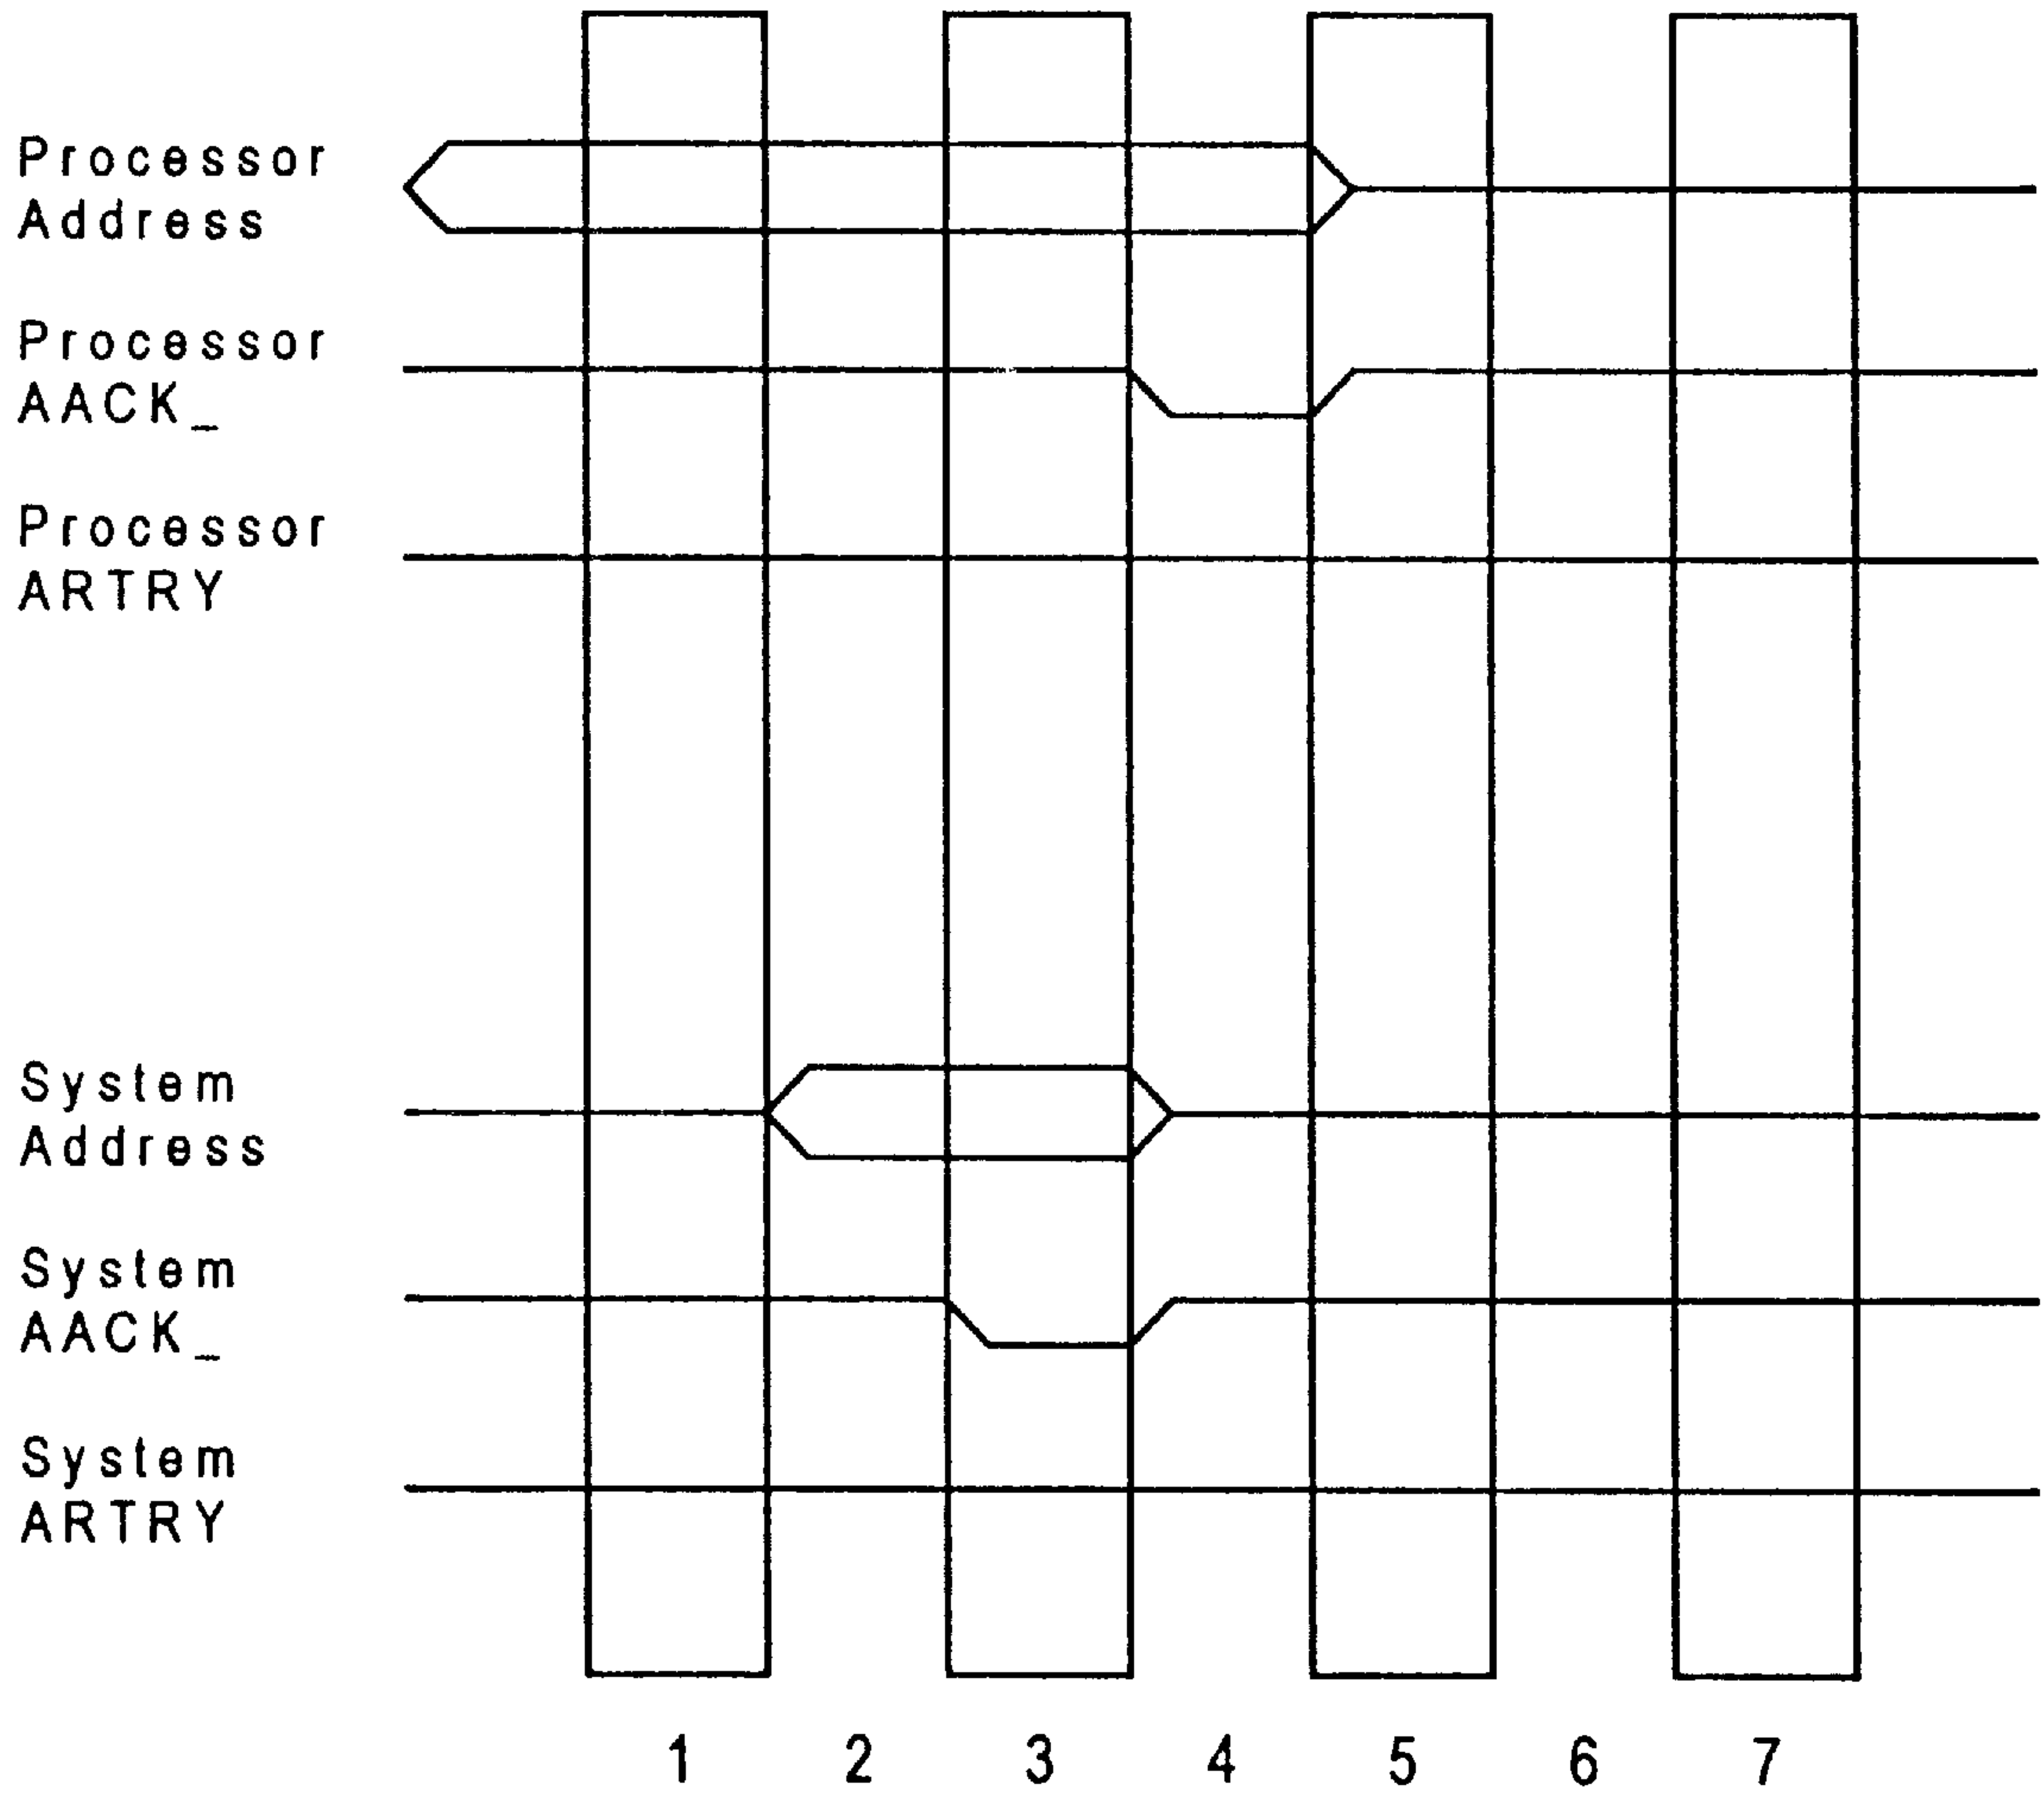 Processor
Address
Processor
AACK_
Processor
ARTRY
System
Address
System
AACK_
System
ARTRY
1 2 3 4 5 6 7